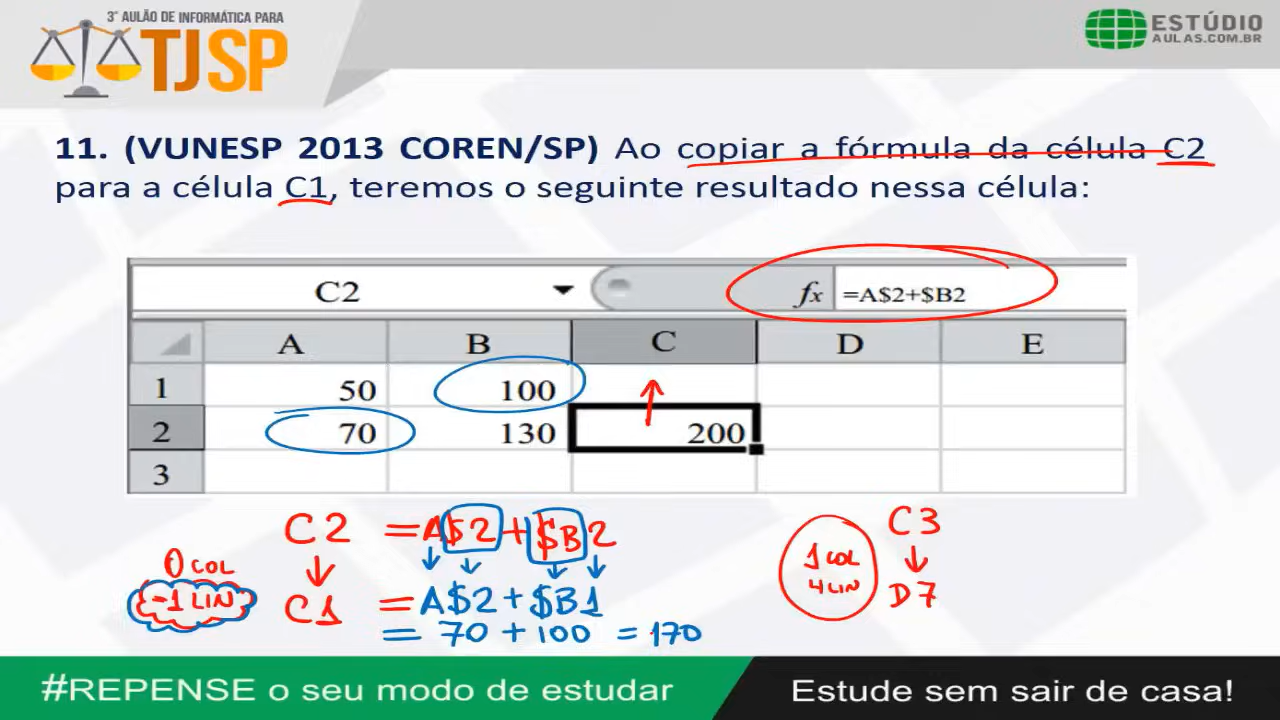 3º AULÃO DE INFORMÁTICA PARA
TJSP
ESTÚDIO
AULAS.COM.BR
11. (VUNESP 2013 COREN/SP) Ao copiar a fórmula da célula C2
para a célula C1, teremos o seguinte resultado nessa célula:
C2 fx =A$2+$B2
A B C D E
1 50 100
2 70 130 200
3
C2 =A$2+$B2
0 COL
-1 LIN
C1 =A$2+$B1
= 70 + 100 = 170
C3
1 COL
4 LIN
D7
#REPENSE o seu modo de estudar
Estude sem sair de casa!